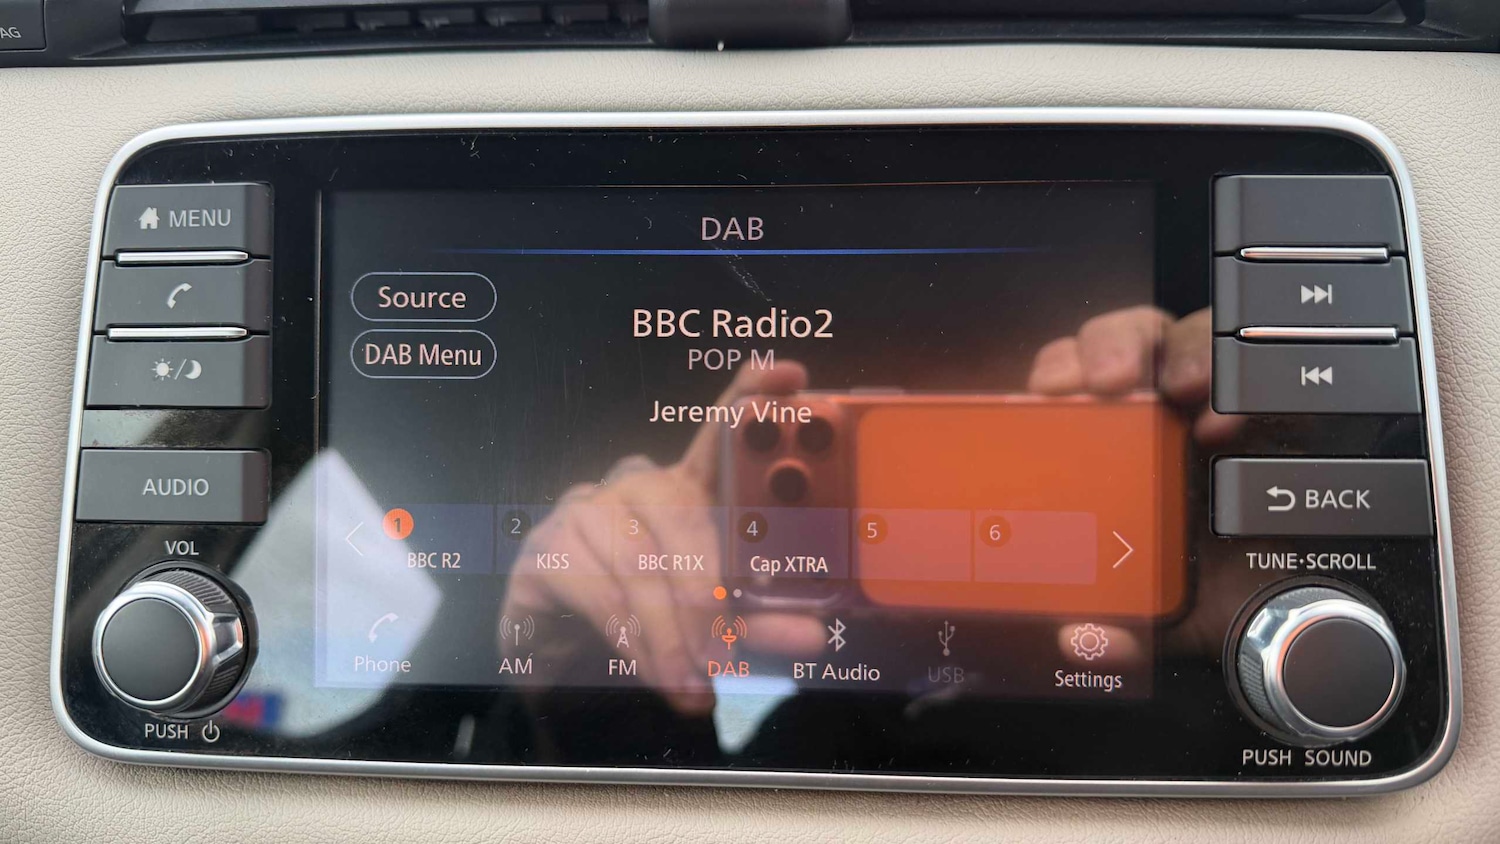 AG
MENU
AUDIO
VOL
PUSH
DAB
Source
DAB Menu
BBC Radio2
POP M
Jeremy Vine
1
BBC R2
2
KISS
3
BBC R1X
4
Cap XTRA
5
6
Phone
AM
FM
DAB
BT Audio
USB
Settings
BACK
TUNE·SCROLL
PUSH SOUND